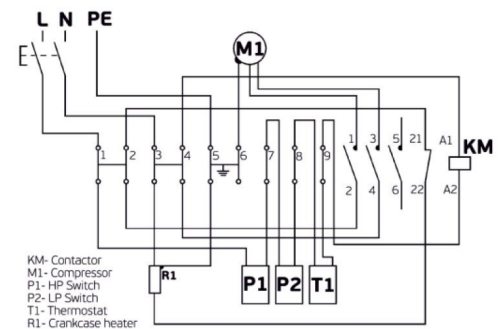 L N PE
M1
1 2 3 4 5 6 7 8 9 1 3 5 21 A1
KM
2 4 6 22 A2
R1
P1 P2 T1
KM- Contactor
M1- Compressor
P1- HP Switch
P2- LP Switch
T1- Thermostat
R1- Crankcase heater